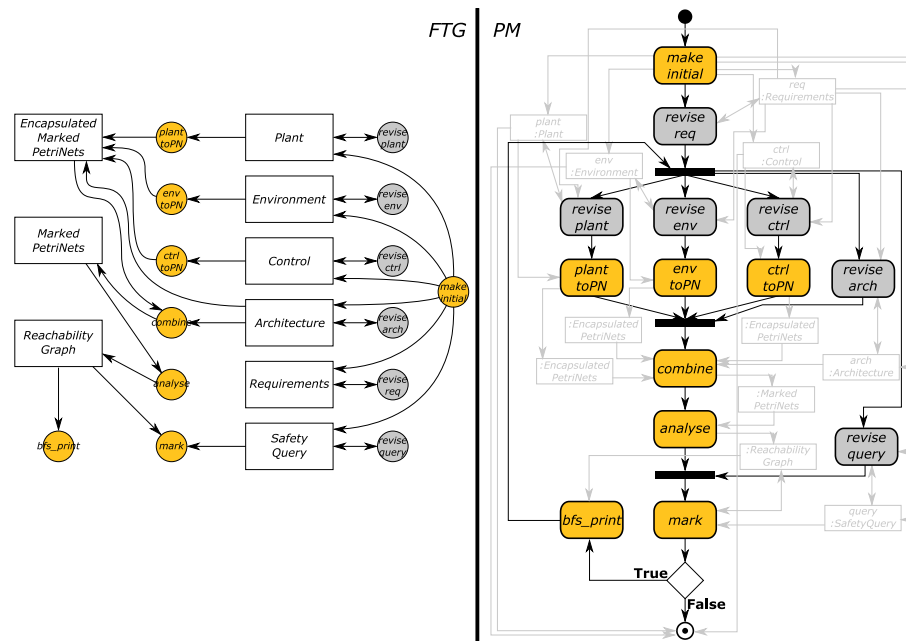 FTG
PM
Encapsulated
Marked
PetriNets
plant
toPN
Plant
revise
plant
env
toPN
Environment
revise
env
Marked
PetriNets
ctrl
toPN
Control
revise
ctrl
make
initial
combine
Architecture
revise
arch
Reachability
Graph
analyse
Requirements
revise
req
bfs_print
mark
Safety
Query
revise
query
make
initial
req
:Requirements
plant
:Plant
revise
req
env
:Environment
ctrl
:Control
revise
plant
revise
env
revise
ctrl
plant
toPN
env
toPN
ctrl
toPN
revise
arch
:Encapsulated
PetriNets
:Encapsulated
PetriNets
:Encapsulated
PetriNets
combine
arch
:Architecture
:Marked
PetriNets
analyse
revise
query
:Reachability
Graph
bfs_print
mark
query
:SafetyQuery
True
False